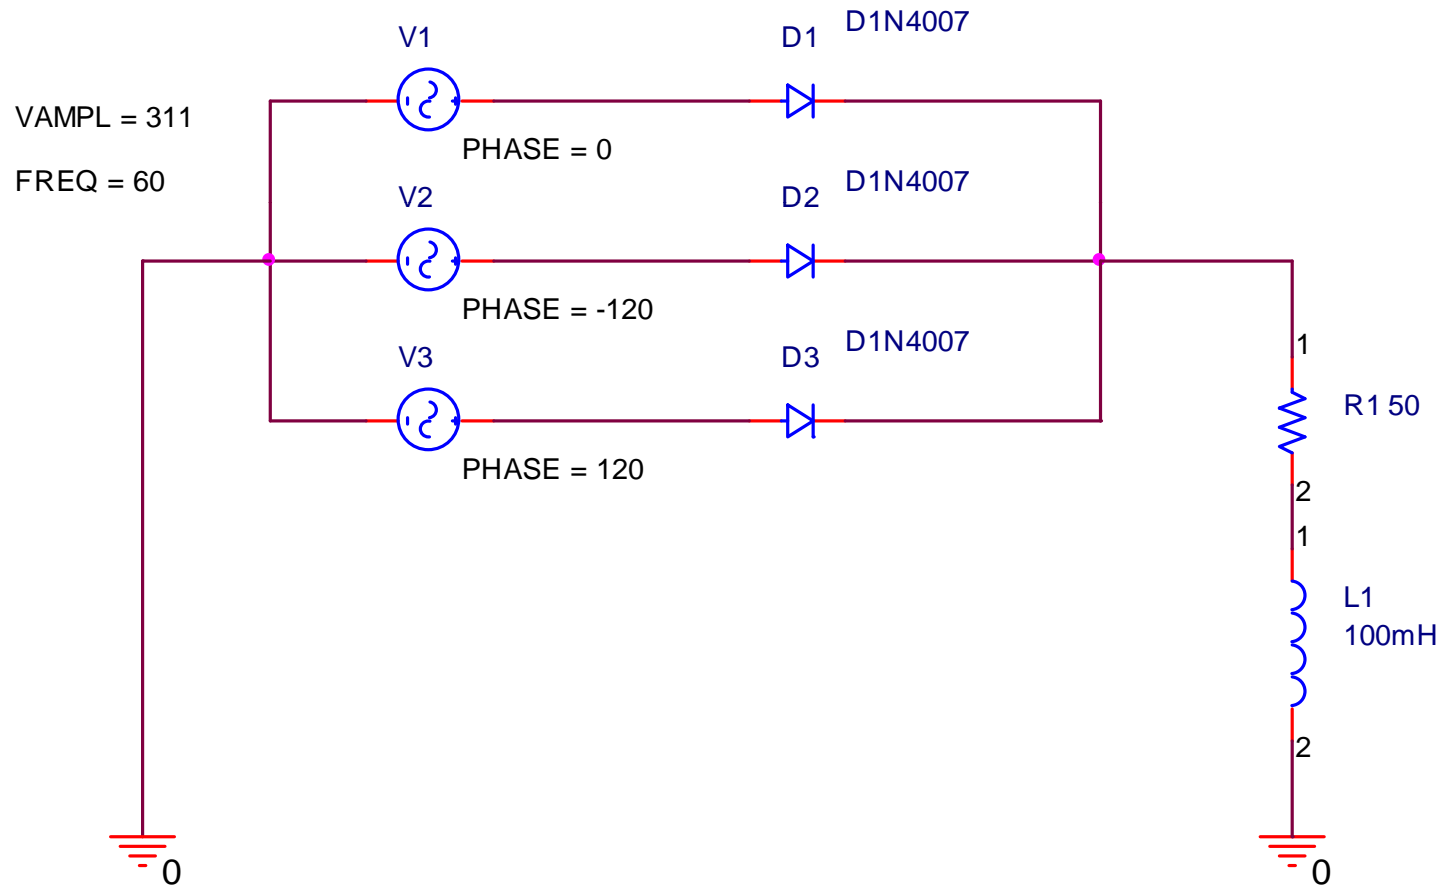 V1
D1
D1N4007
VAMPL = 311
PHASE = 0
FREQ = 60
V2
D2
D1N4007
PHASE = -120
V3
D3
D1N4007
1
R1 50
PHASE = 120
2
1
L1
100mH
2
0
0